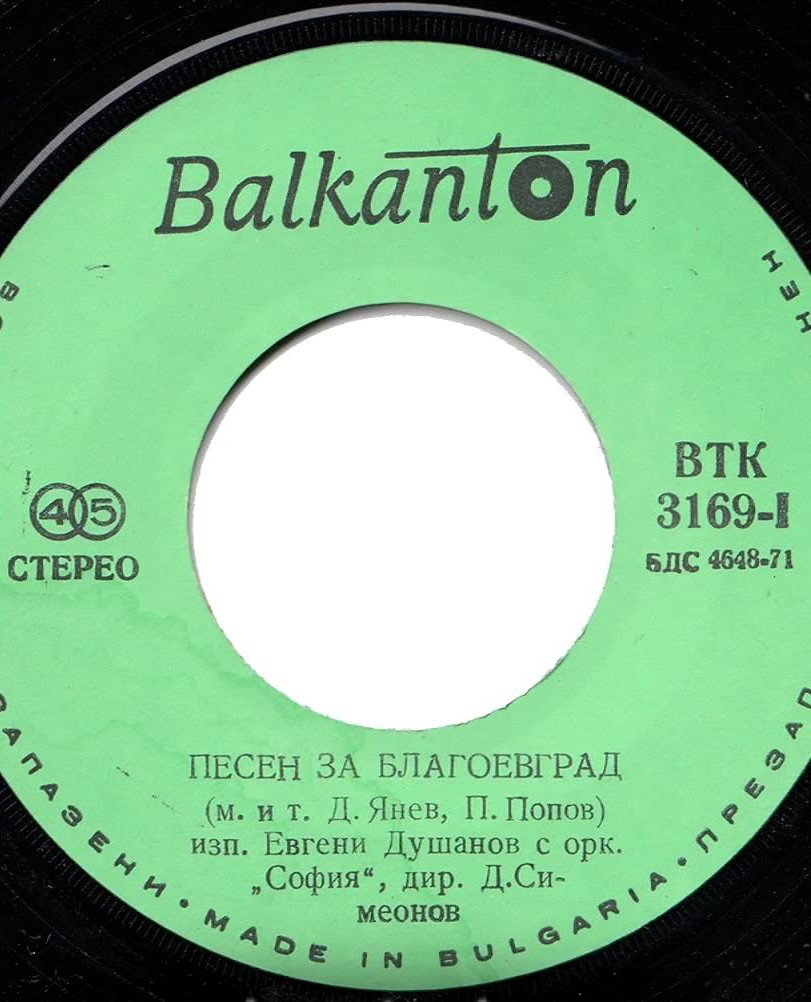 Balkanton
45
СТЕРЕО
ВТК
3169-I
БДС 4648-71
ПЕСЕН ЗА БЛАГОЕВГРАД
(м. и т. Д. Янев, П. Попов)
изп. Евгени Душанов с орк.
„София“, дир. Д.Си-
меонов
ЗАПАЗЕНИ • MADE IN BULGARIA •